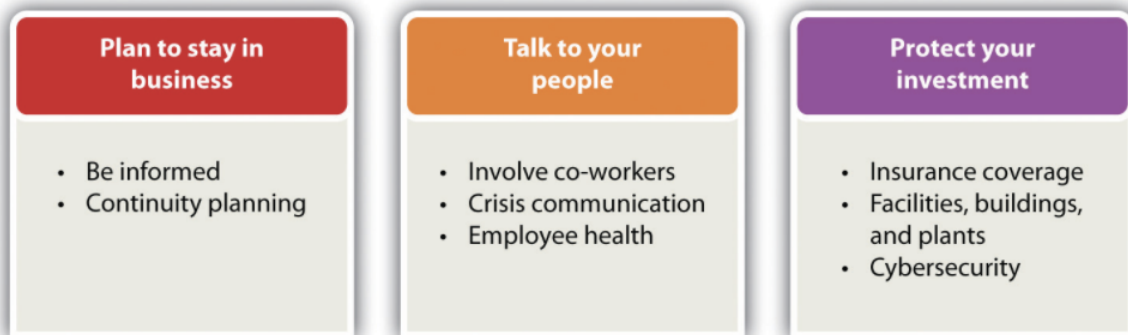 Plan to stay in
business
• Be informed
• Continuity planning
Talk to your
people
• Involve co-workers
• Crisis communication
• Employee health
Protect your
investment
• Insurance coverage
• Facilities, buildings,
and plants
• Cybersecurity